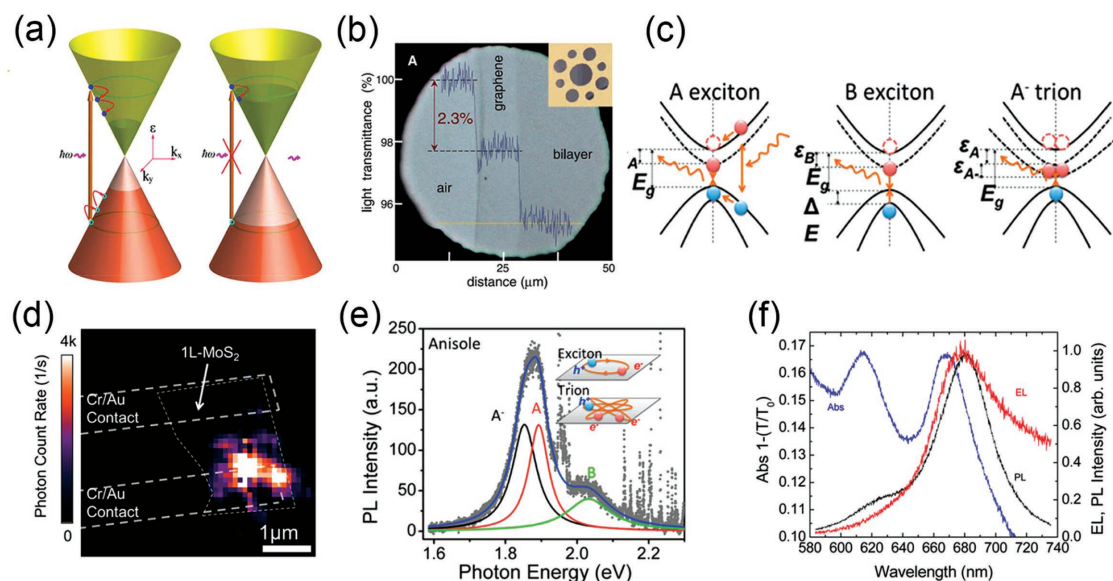 (a)
ħω
ε
kx
ky
ħω
(b)
A
100
98
96
light transmittance (%)
2.3%
air
graphene
bilayer
0
25
50
distance (μm)
(c)
A exciton
B exciton
A⁻ trion
A
Eg
εB
Eg
Δ
E
εA
εA-
Eg
(d)
4k
Photon Count Rate (1/s)
0
1L-MoS2
Cr/Au
Contact
Cr/Au
Contact
1μm
(e)
Anisole
250
225
200
175
150
125
100
75
50
25
0
PL Intensity (a.u.)
Exciton
h+
e-
Trion
h+
e-
e-
A-
A
B
1.6
1.8
2.0
2.2
Photon Energy (eV)
(f)
0.17
0.16
0.15
0.14
0.13
0.12
0.11
0.10
Abs 1-(T/T0)
Abs
EL
PL
1.0
0.8
0.6
0.4
0.2
0.0
EL, PL Intensity (arb. units)
580 600 620 640 660 680 700 720 740
Wavelength (nm)